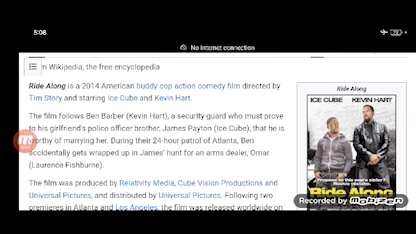 5:08
No internet connection
m Wikipedia, the free encyclopedia
Ride Along is a 2014 American buddy cop action comedy film directed by
Tim Story and starring Ice Cube and Kevin Hart.
The film follows Ben Barber (Kevin Hart), a security guard who must prove
to his girlfriend's police officer brother, James Payton (Ice Cube), that he is
worthy of marrying her. During their 24-hour patrol of Atlanta, Ben
accidentally gets wrapped up in James' hunt for an arms dealer, Omar
(Laurence Fishburne).
The film was produced by Relativity Media, Cube Vision Productions and
Universal Pictures, and distributed by Universal Pictures. Following two
premieres in Atlanta and Los Angeles, the film was released worldwide on
Ride Along
ICE CUBE KEVIN HART
Ride Along
Recorded by
mobizen